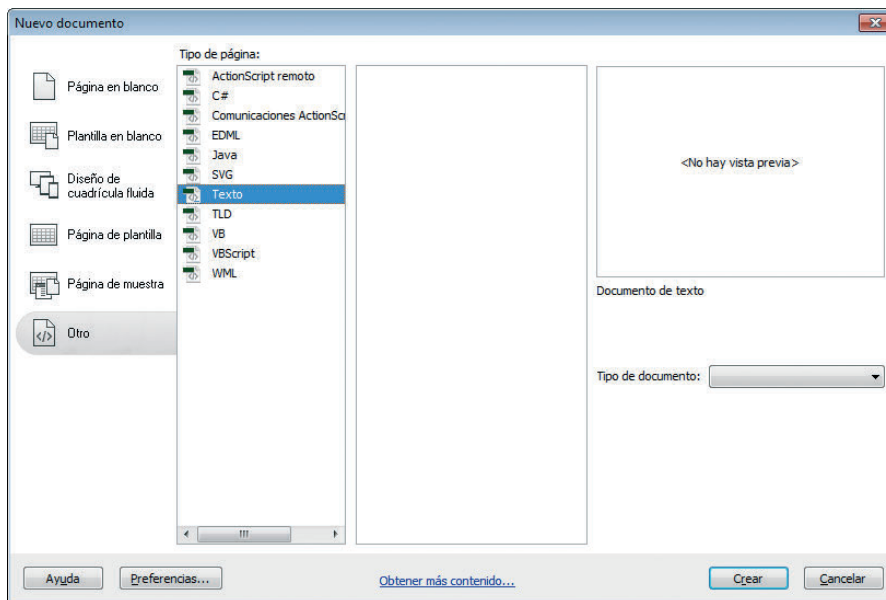 Nuevo documento
Página en blanco
Plantilla en blanco
Diseño de
cuadrícula fluida
Página de plantilla
Página de muestra
Otro
Tipo de página:
ActionScript remoto
C#
Comunicaciones ActionSc
EDML
Java
SVG
Texto
TLD
VB
VBScript
WML
<No hay vista previa>
Documento de texto
Tipo de documento:
Ayuda
Preferencias...
Obtener más contenido...
Crear
Cancelar